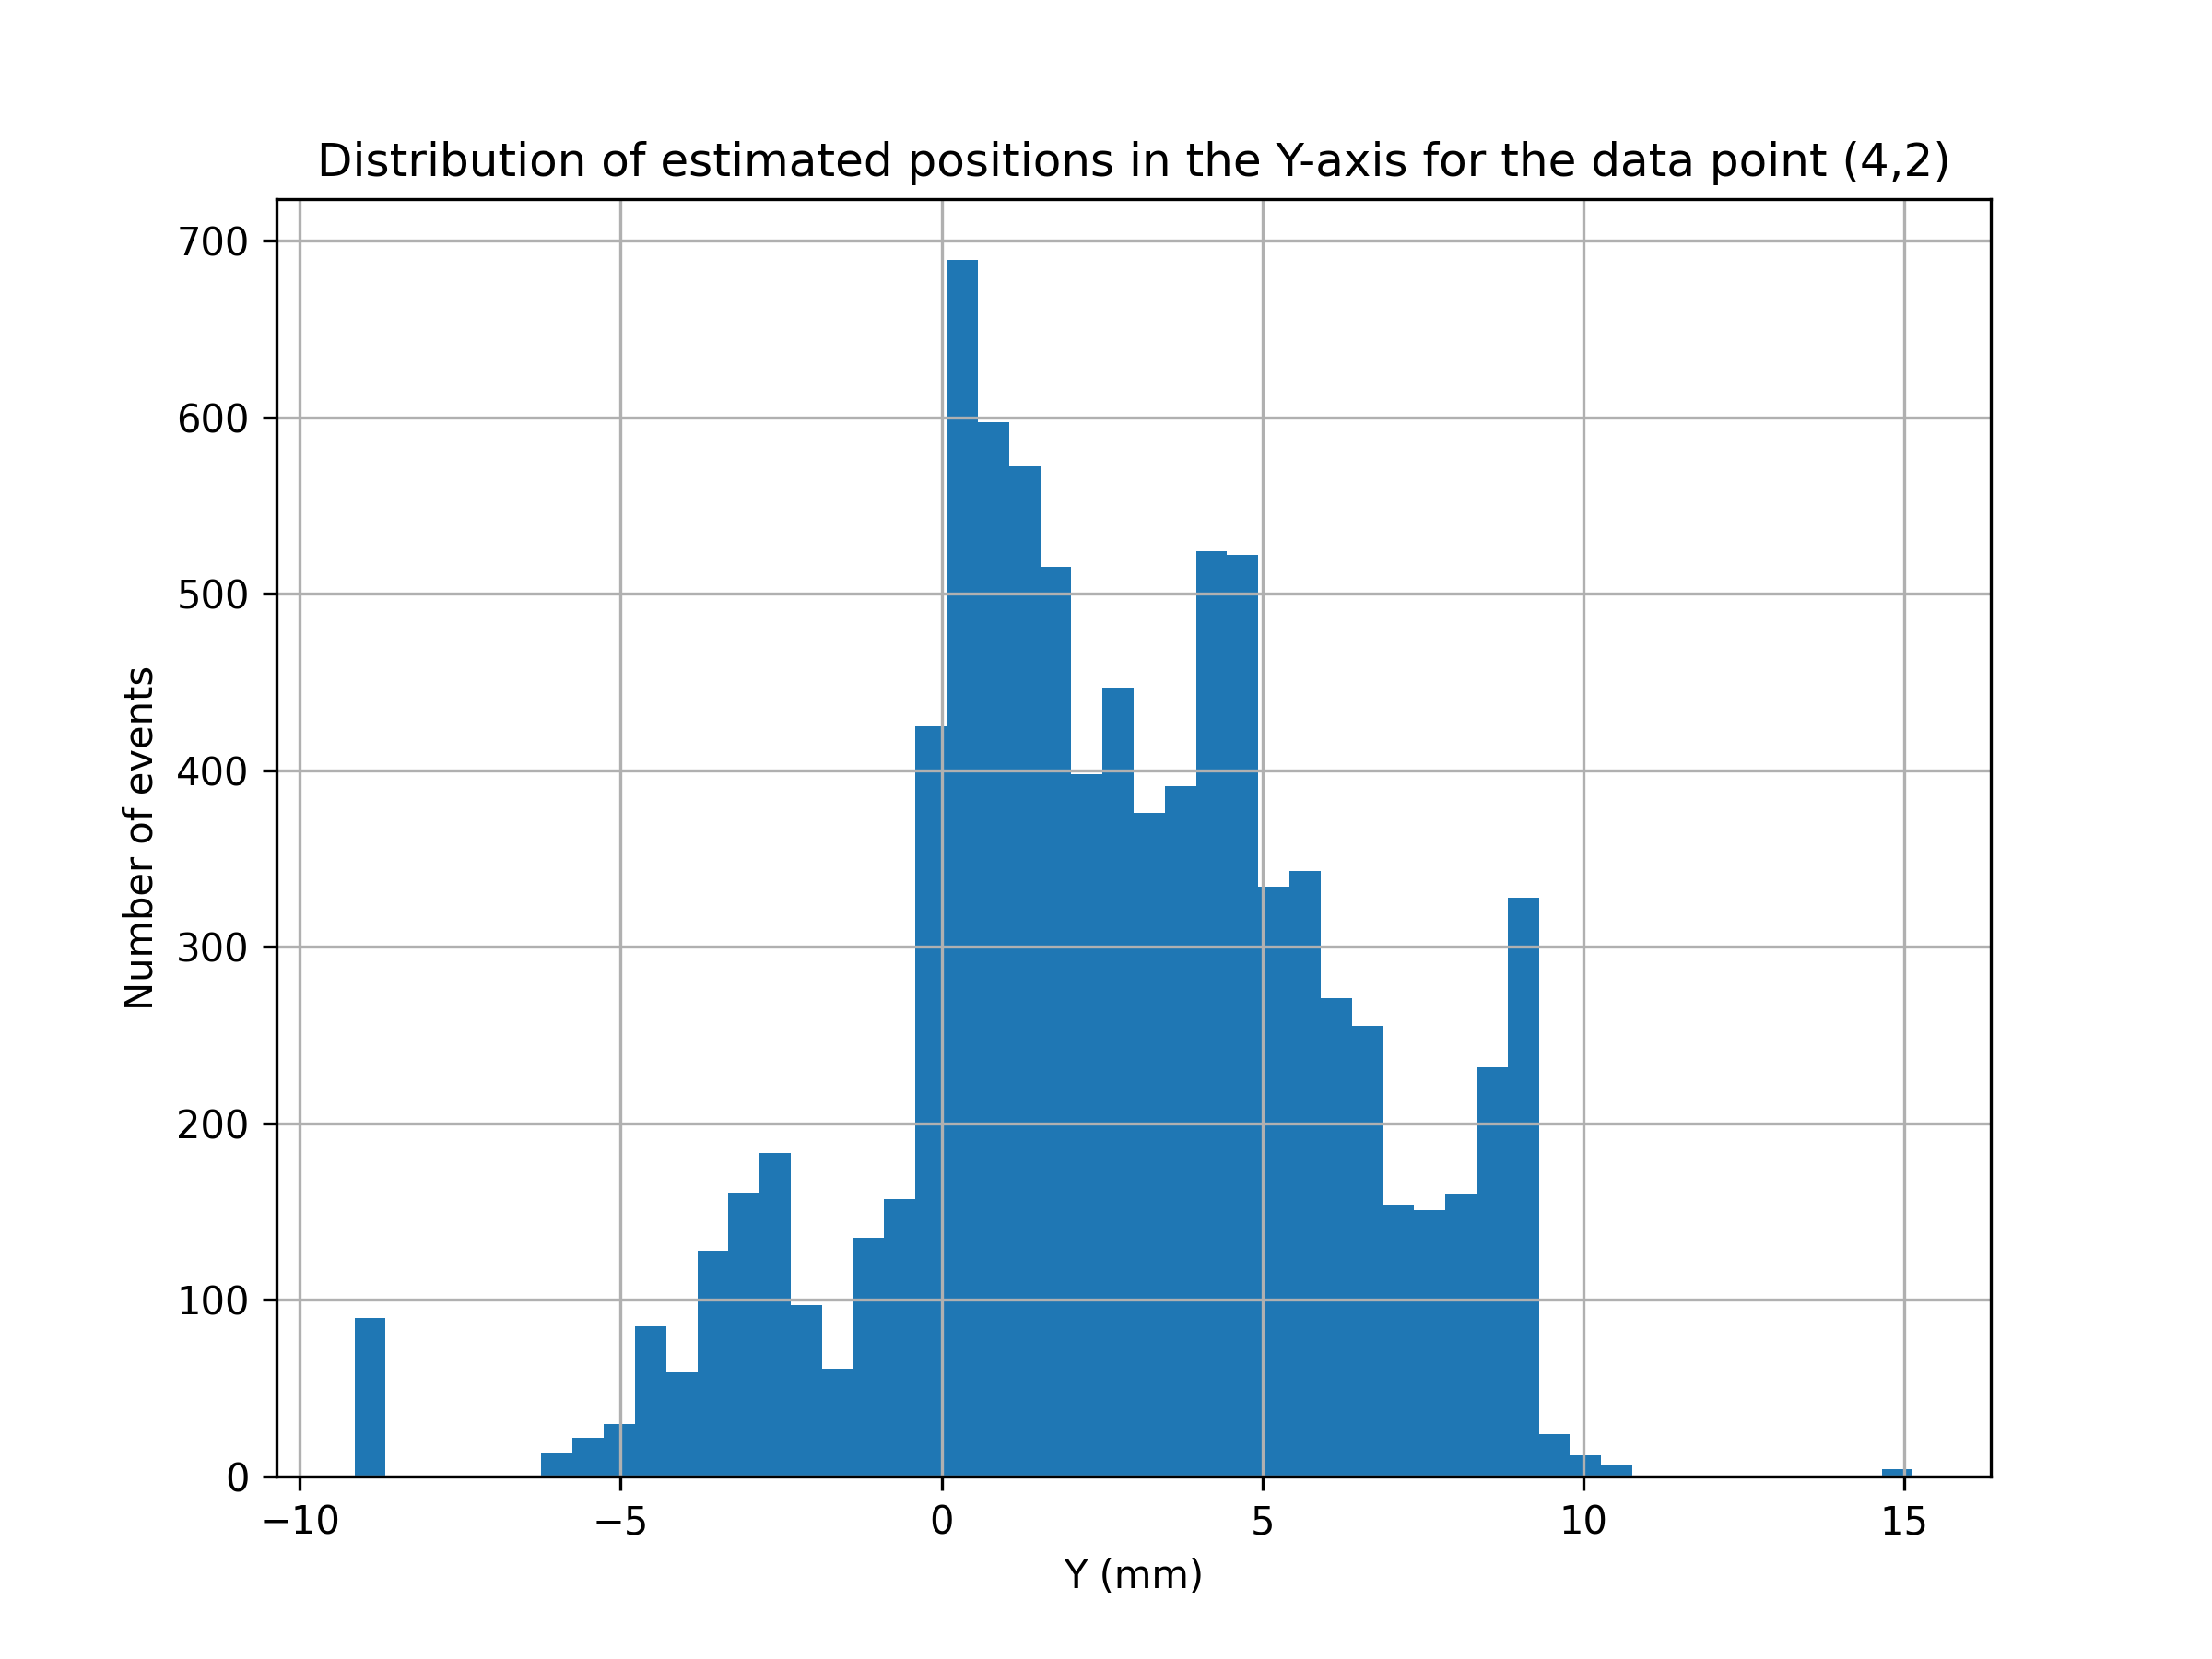 Distribution of estimated positions in the Y-axis for the data point (4,2)
700
600
500
400
300
200
100
0
Number of events
−10 −5 0 5 10 15
Y (mm)